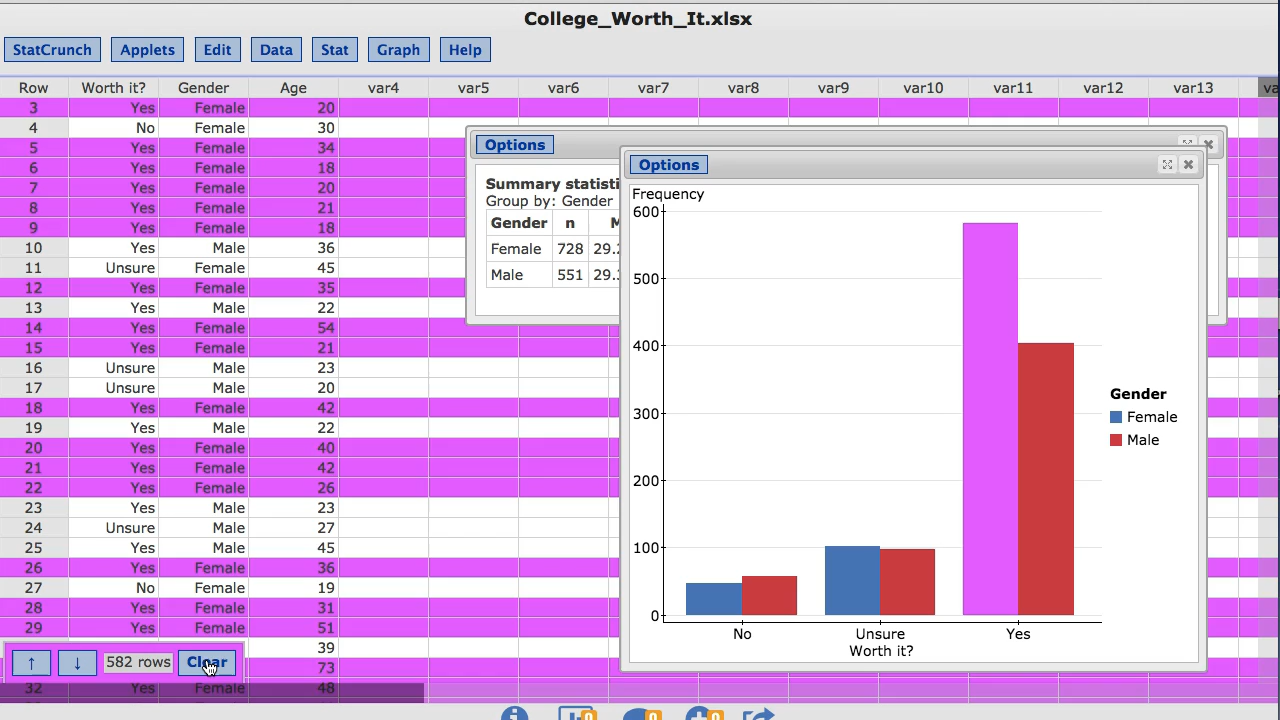 College_Worth_It.xlsx
StatCrunch Applets Edit Data Stat Graph Help
Row Worth it? Gender Age var4 var5 var6 var7 var8 var9 var10 var11 var12 var13 va
3 Yes Female 20
4 No Female 30
5 Yes Female 34
6 Yes Female 18
7 Yes Female 20
8 Yes Female 21
9 Yes Female 18
10 Yes Male 36
11 Unsure Female 45
12 Yes Female 35
13 Yes Male 22
14 Yes Female 54
15 Yes Female 21
16 Unsure Male 23
17 Unsure Male 20
18 Yes Female 42
19 Yes Male 22
20 Yes Female 40
21 Yes Female 42
22 Yes Female 26
23 Yes Male 23
24 Unsure Male 27
25 Yes Male 45
26 Yes Female 36
27 No Female 19
28 Yes Female 31
29 Yes Female 51
39
73
32 Yes Female 48
↑ ↓ 582 rows Clear
Options
Summary statisti
Group by: Gender
Gender n M
Female 728 29.2
Male 551 29.
Options
Frequency
600
500
400
300
200
100
0
No Unsure Yes
Worth it?
Gender
Female
Male
0 0 0